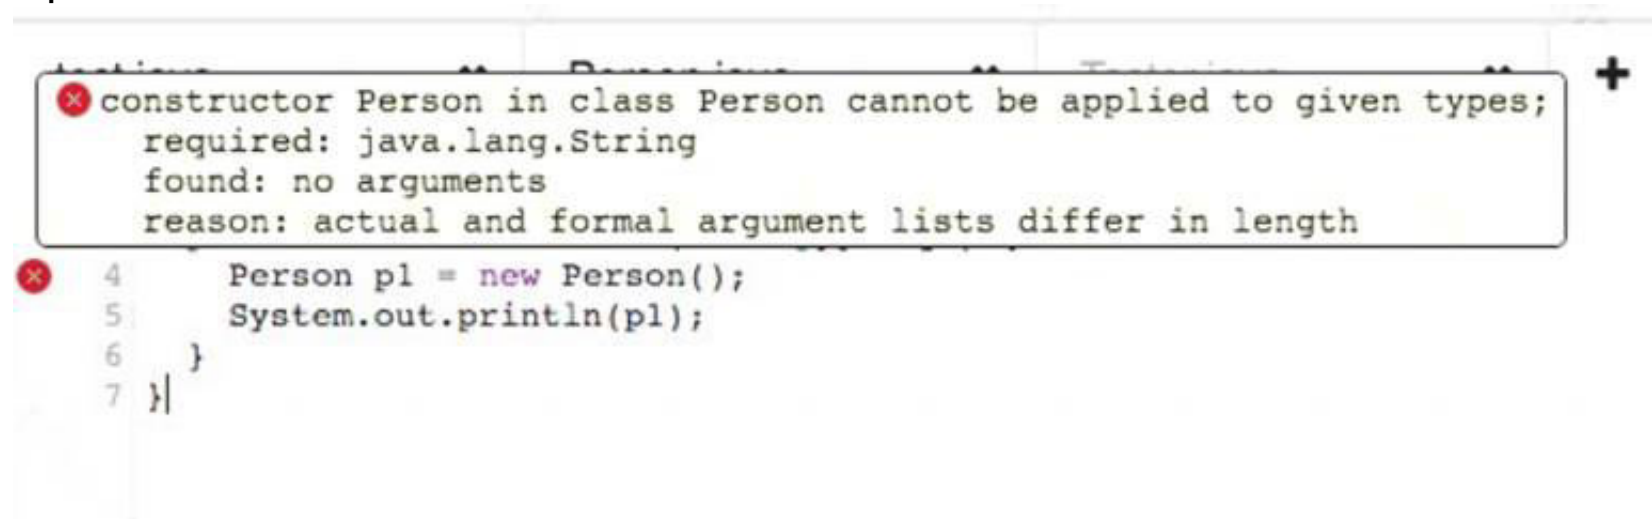 constructor Person in class Person cannot be applied to given types;
required: java.lang.String
found: no arguments
reason: actual and formal argument lists differ in length
4 Person p1 = new Person();
5 System.out.println(p1);
6 }
7 }